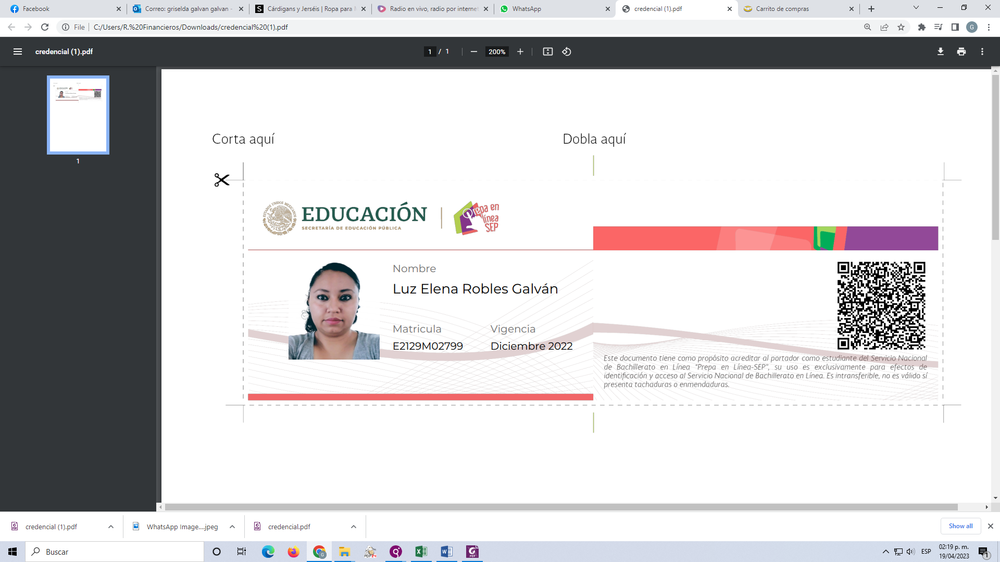 Facebook
Correo: griselda galvan galvan -
Cárdigans y Jerséis | Ropa para
Radio en vivo, radio por internet
WhatsApp
credencial (1).pdf
Carrito de compras
File
C:/Users/R.%20Financieros/Downloads/credencial%20(1).pdf
G
credencial (1).pdf
1 / 1
200%
1
Corta aquí
Dobla aquí
ESTADOS UNIDOS MEXICANOS
EDUCACIÓN
SECRETARÍA DE EDUCACIÓN PÚBLICA
Prepa en
línea
SEP
Nombre
Luz Elena Robles Galván
Matricula
Vigencia
E2129M02799
Diciembre 2022
Este documento tiene como propósito acreditar al portador como estudiante del Servicio Nacional
de Bachillerato en Línea “Prepa en Línea-SEP”, su uso es exclusivamente para efectos de
identificación y acceso al Servicio Nacional de Bachillerato en Línea. Es intransferible, no es válido sí
presenta tachaduras o enmendaduras.
credencial (1).pdf
WhatsApp Image....jpeg
credencial.pdf
Show all
Buscar
ESP
02:19 p. m.
19/04/2023
1